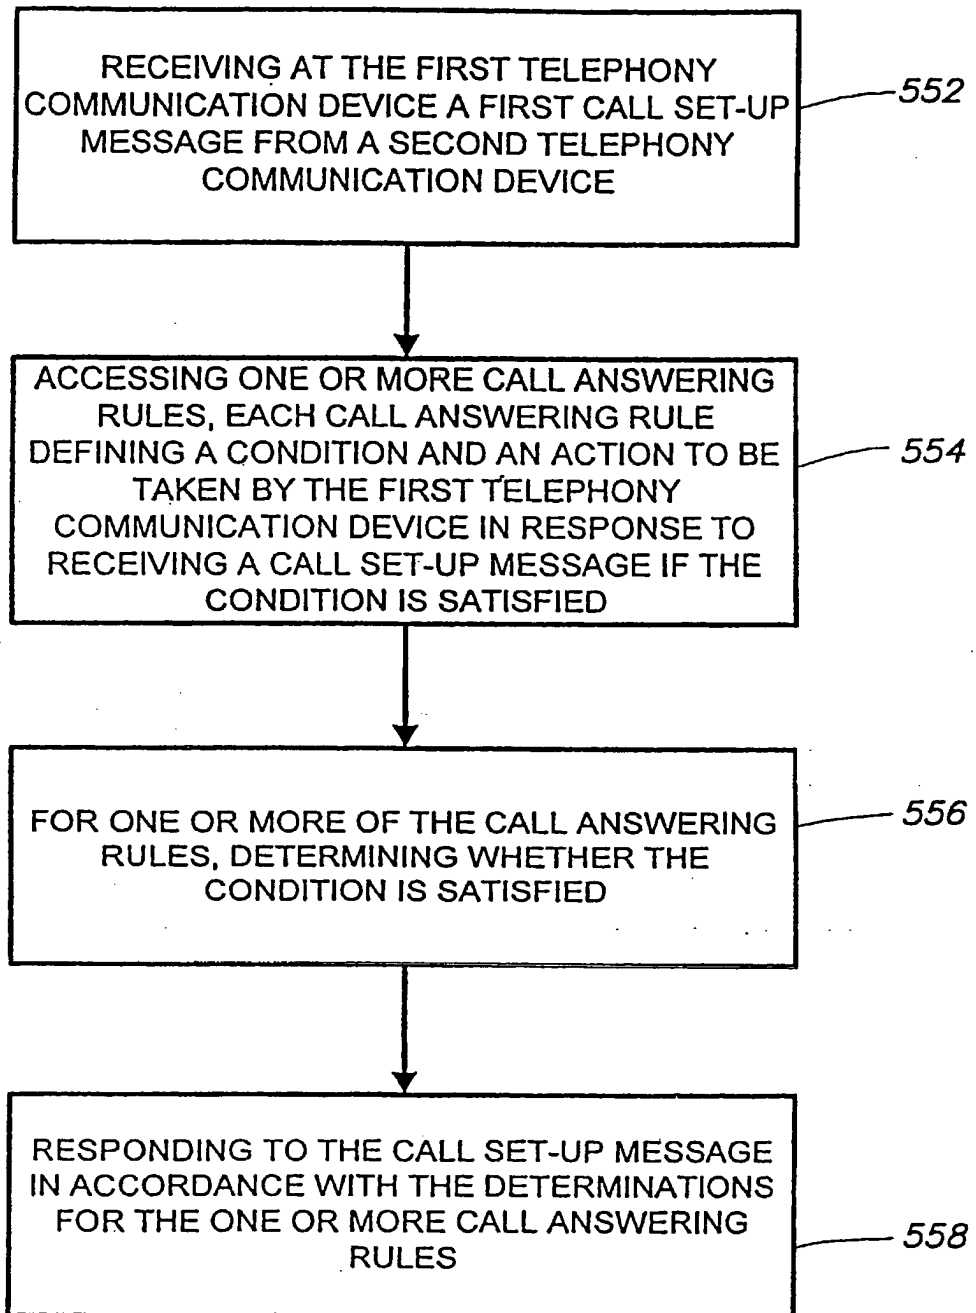 RECEIVING AT THE FIRST TELEPHONY
COMMUNICATION DEVICE A FIRST CALL SET-UP
MESSAGE FROM A SECOND TELEPHONY
COMMUNICATION DEVICE
552
ACCESSING ONE OR MORE CALL ANSWERING
RULES, EACH CALL ANSWERING RULE
DEFINING A CONDITION AND AN ACTION TO BE
TAKEN BY THE FIRST TELEPHONY
COMMUNICATION DEVICE IN RESPONSE TO
RECEIVING A CALL SET-UP MESSAGE IF THE
CONDITION IS SATISFIED
554
FOR ONE OR MORE OF THE CALL ANSWERING
RULES, DETERMINING WHETHER THE
CONDITION IS SATISFIED
556
RESPONDING TO THE CALL SET-UP MESSAGE
IN ACCORDANCE WITH THE DETERMINATIONS
FOR THE ONE OR MORE CALL ANSWERING
RULES
558